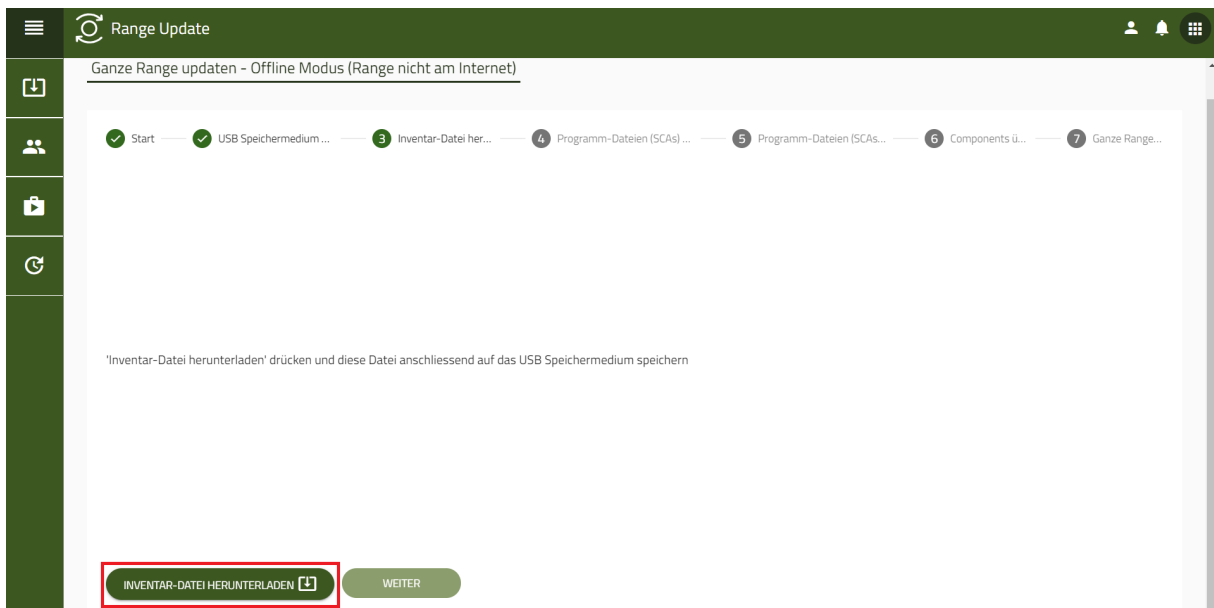 Range Update
Ganze Range updaten - Offline Modus (Range nicht am Internet)
Start USB Speichermedium ... 3 Inventar-Datei her... 4 Programm-Dateien (SCAs) ... 5 Programm-Dateien (SCAs... 6 Components ü... 7 Ganze Range...
'Inventar-Datei herunterladen' drücken und diese Datei anschliessend auf das USB Speichermedium speichern
INVENTAR-DATEI HERUNTERLADEN WEITER